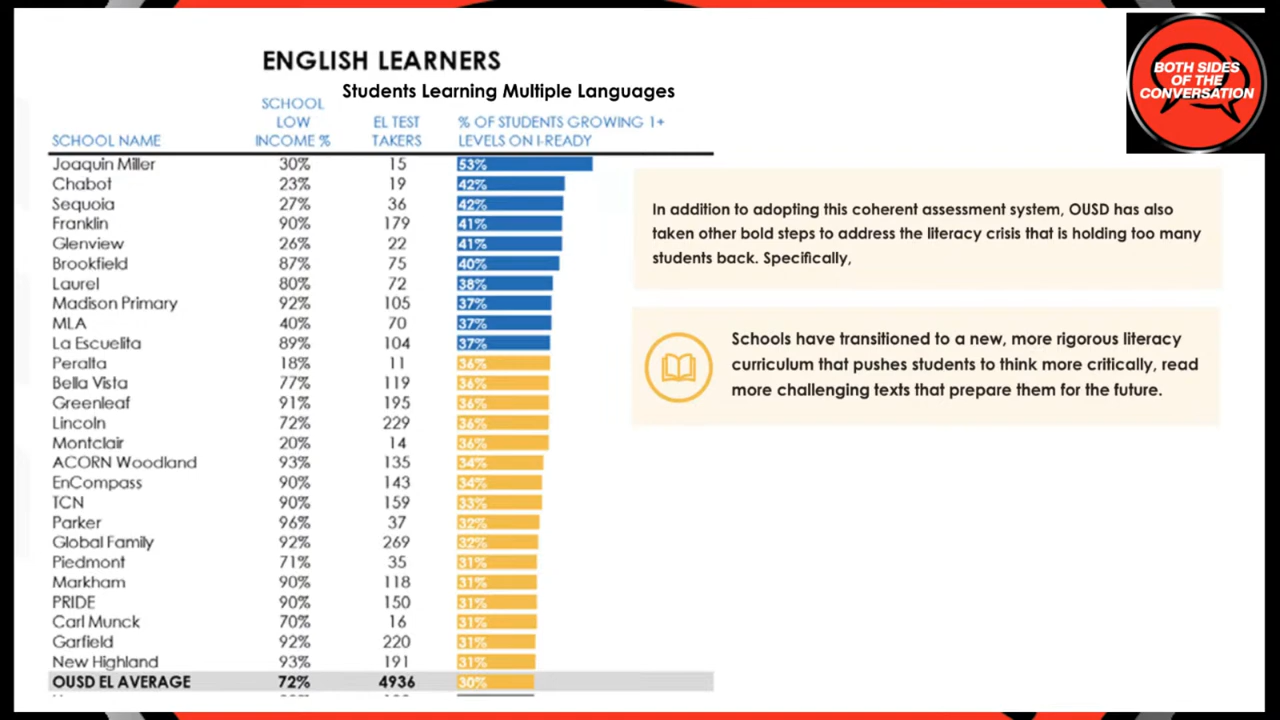 ENGLISH LEARNERS
Students Learning Multiple Languages
SCHOOL NAME SCHOOL LOW INCOME % EL TEST TAKERS % OF STUDENTS GROWING 1+ LEVELS ON I-READY
Joaquin Miller 30% 15 53%
Chabot 23% 19 42%
Sequoia 27% 36 42%
Franklin 90% 179 41%
Glenview 26% 22 41%
Brookfield 87% 75 40%
Laurel 80% 72 38%
Madison Primary 92% 105 37%
MLA 40% 70 37%
La Escuelita 89% 104 37%
Peralta 18% 11 36%
Bella Vista 77% 119 36%
Greenleaf 91% 195 36%
Lincoln 72% 229 36%
Montclair 20% 14 36%
ACORN Woodland 93% 135 34%
EnCompass 90% 143 34%
TCN 90% 159 33%
Parker 96% 37 32%
Global Family 92% 269 32%
Piedmont 71% 35 31%
Markham 90% 118 31%
PRIDE 90% 150 31%
Carl Munck 70% 16 31%
Garfield 92% 220 31%
New Highland 93% 191 31%
OUSD EL AVERAGE 72% 4936 30%
BOTH SIDES
OF THE
CONVERSATION
In addition to adopting this coherent assessment system, OUSD has also
taken other bold steps to address the literacy crisis that is holding too many
students back. Specifically,
Schools have transitioned to a new, more rigorous literacy
curriculum that pushes students to think more critically, read
more challenging texts that prepare them for the future.